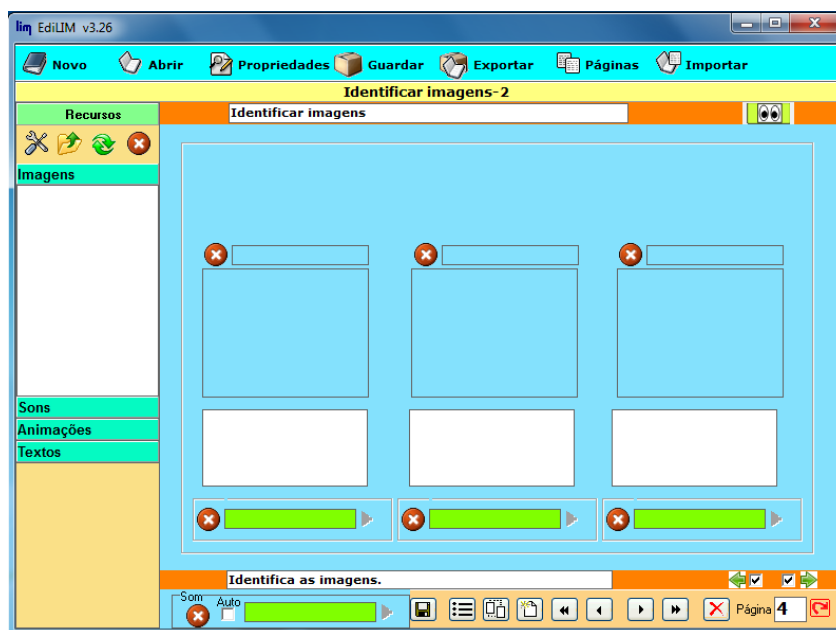 lim EdiLIM v3.26
Novo Abrir Propriedades Guardar Exportar Páginas Importar
Identificar imagens-2
Recursos
Identificar imagens
Imagens
Sons
Animações
Textos
Identifica as imagens.
Som
Auto
Página 4